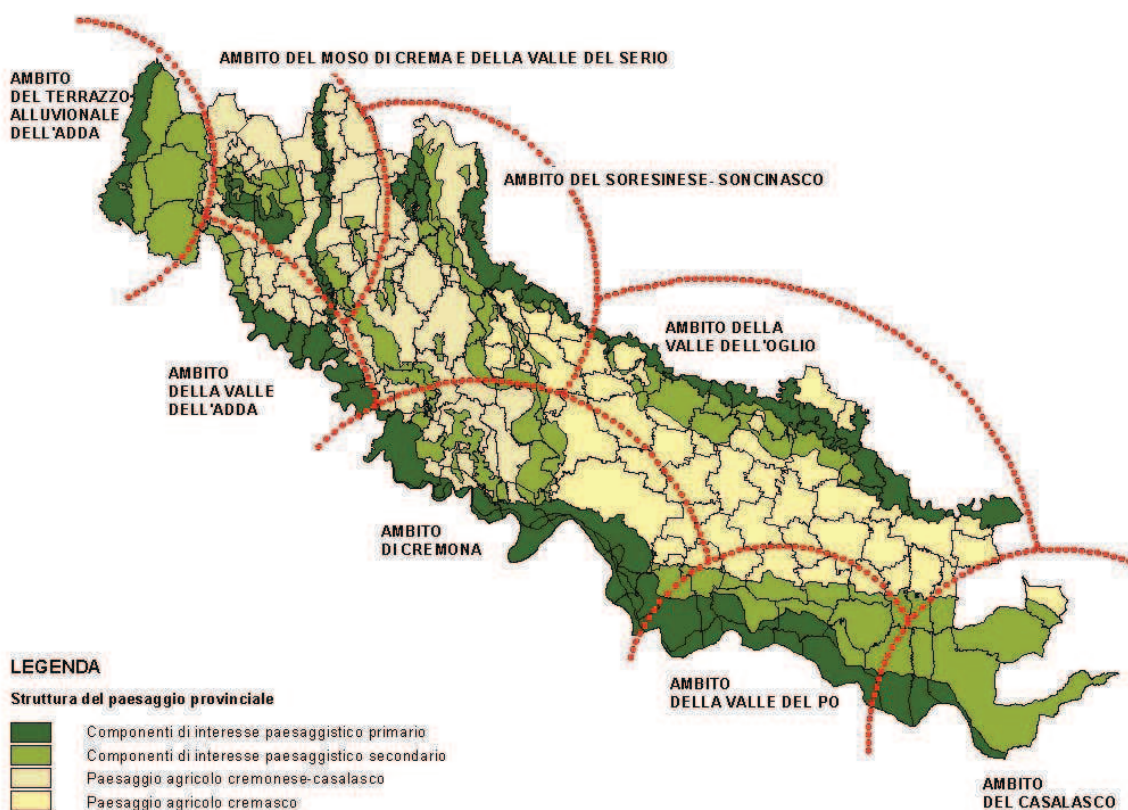 AMBITO DEL MOSO DI CREMA E DELLA VALLE DEL SERIO
AMBITO
DEL TERRAZZO
ALLUVIONALE
DELL'ADDA
AMBITO DEL SORESINESE- SONCINASCO
AMBITO DELLA
VALLE DELL'OGLIO
AMBITO
DELLA VALLE
DELL'ADDA
AMBITO
DI CREMONA
AMBITO
DELLA VALLE DEL PO
AMBITO
DEL CASALASCO
LEGENDA
Struttura del paesaggio provinciale
Componenti di interesse paesaggistico primario
Componenti di interesse paesaggistico secondario
Paesaggio agricolo cremonese-casalasco
Paesaggio agricolo cremasco